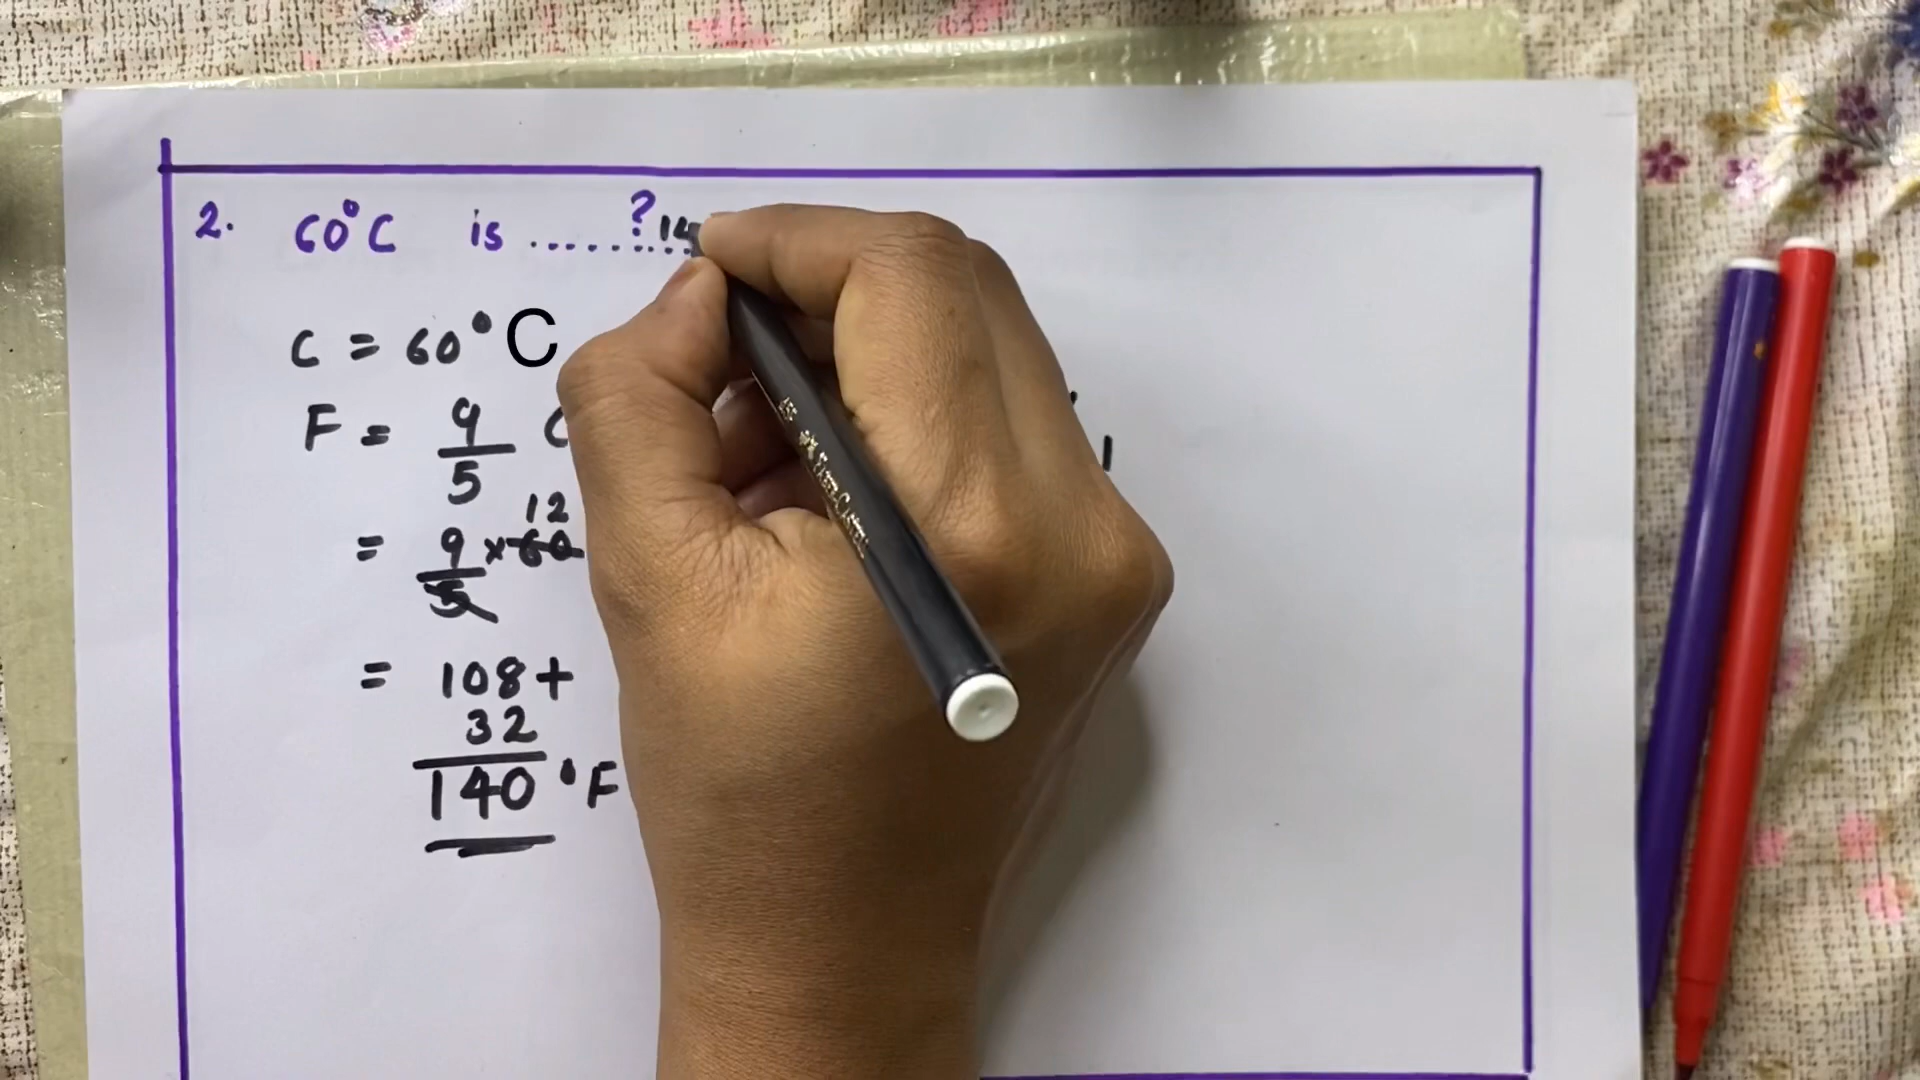 2. 60°C is ......... ? 14
C = 60° C
F = 9/5 C
12
= 9/5 × 60
= 108 +
32
140 °F